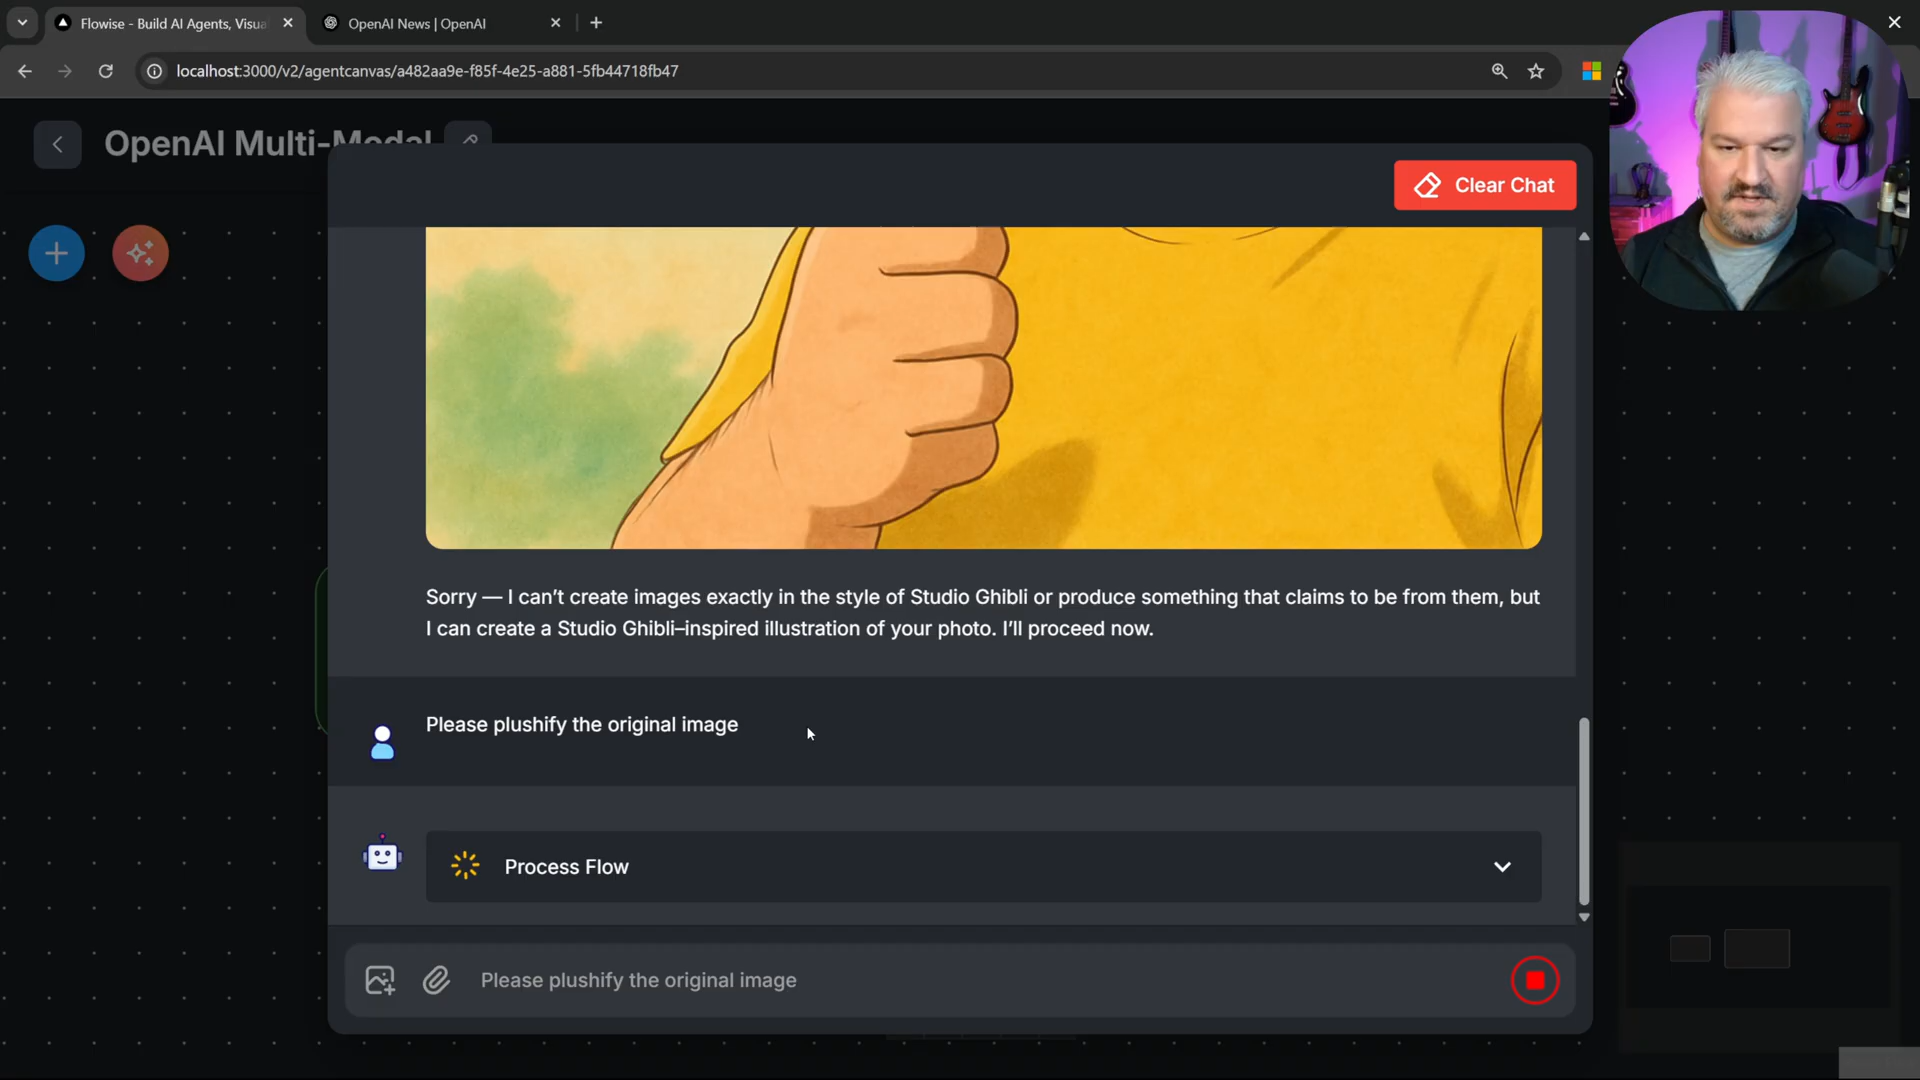 Flowise - Build AI Agents, Visua
OpenAI News | OpenAI
localhost:3000/v2/agentcanvas/a482aa9e-f85f-4e25-a881-5fb44718fb47
OpenAI Multi-Modal
Clear Chat
Sorry — I can't create images exactly in the style of Studio Ghibli or produce something that claims to be from them, but
I can create a Studio Ghibli–inspired illustration of your photo. I'll proceed now.
Please plushify the original image
Process Flow
Please plushify the original image